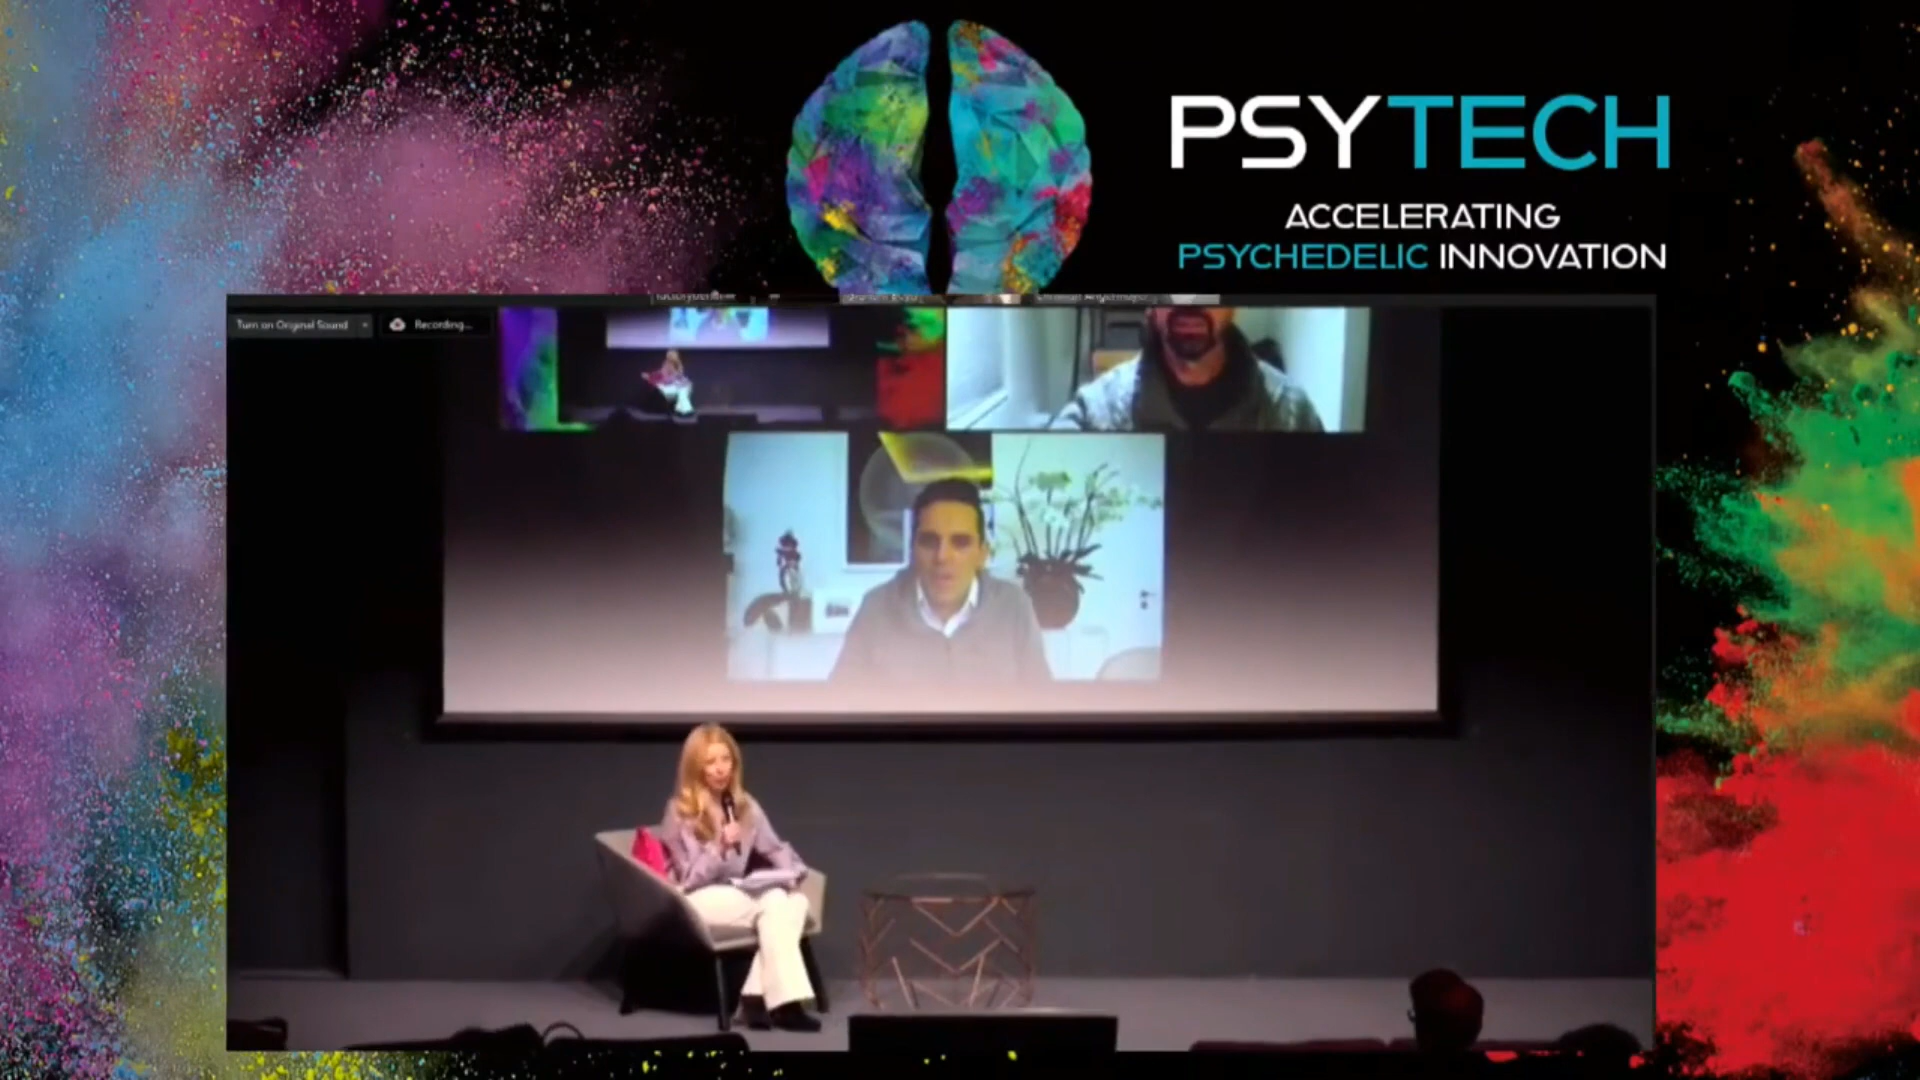 PSYTECH
ACCELERATING
PSYCHEDELIC INNOVATION
Turn on Original Sound
Recording...